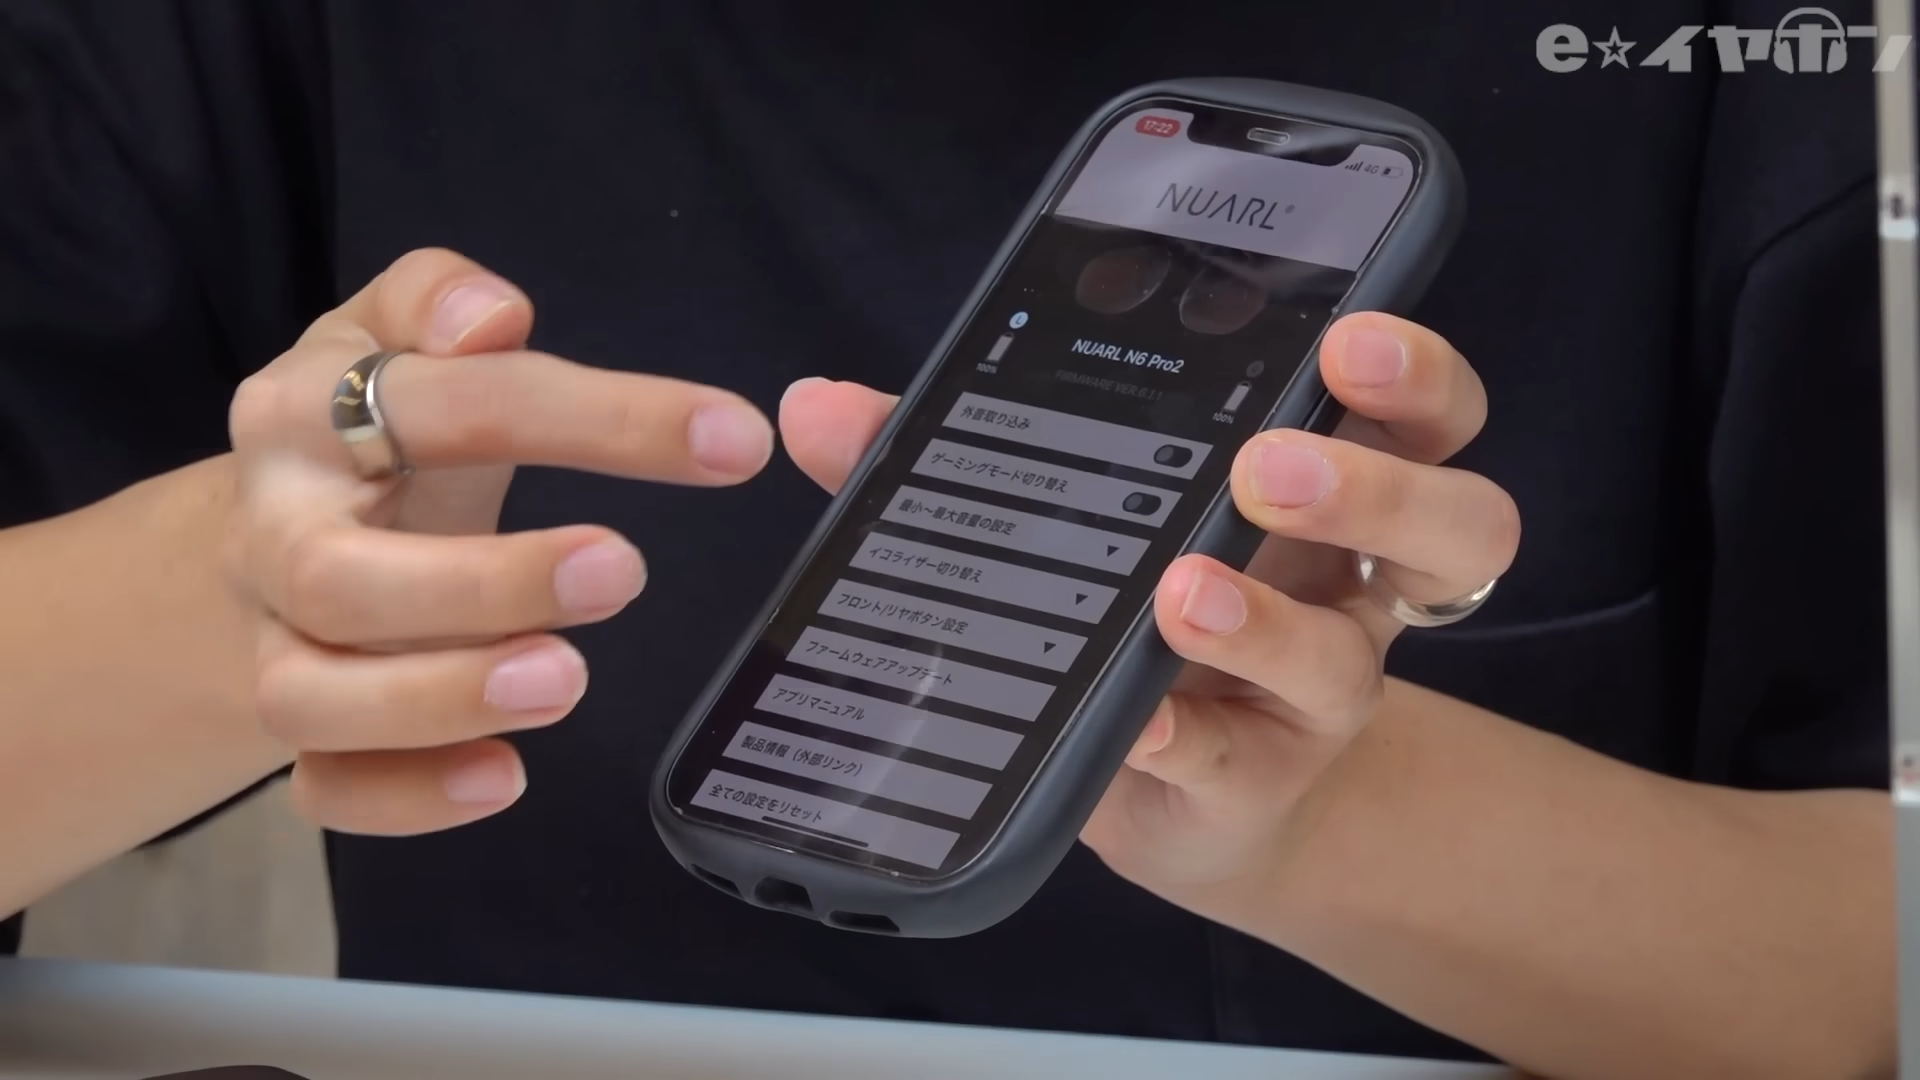 e☆イヤホン
17:22
4G
NUARL
L
NUARL N6 Pro2
100%
100%
外音取り込み
ゲーミングモード切り替え
最小～最大音量の設定
イコライザー切り替え
フロント/リヤボタン設定
ファームウェアアップデート
アプリマニュアル
製品情報（外部リンク）
全ての設定をリセット